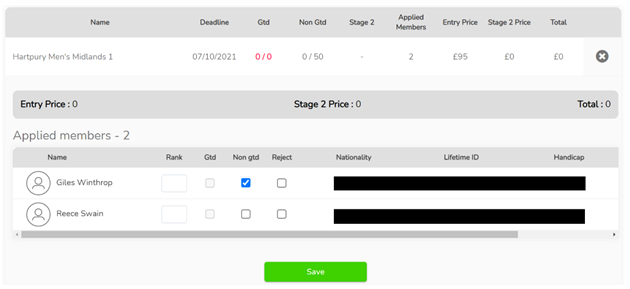 Name Deadline Gtd Non Gtd Stage 2 Applied Members Entry Price Stage 2 Price Total
Hartpury Men's Midlands 1 07/10/2021 0 / 0 0 / 50 - 2 £95 £0 £0
Entry Price : 0 Stage 2 Price : 0 Total : 0
Applied members - 2
Name Rank Gtd Non gtd Reject Nationality Lifetime ID Handicap
Giles Winthrop
Reece Swain
Save